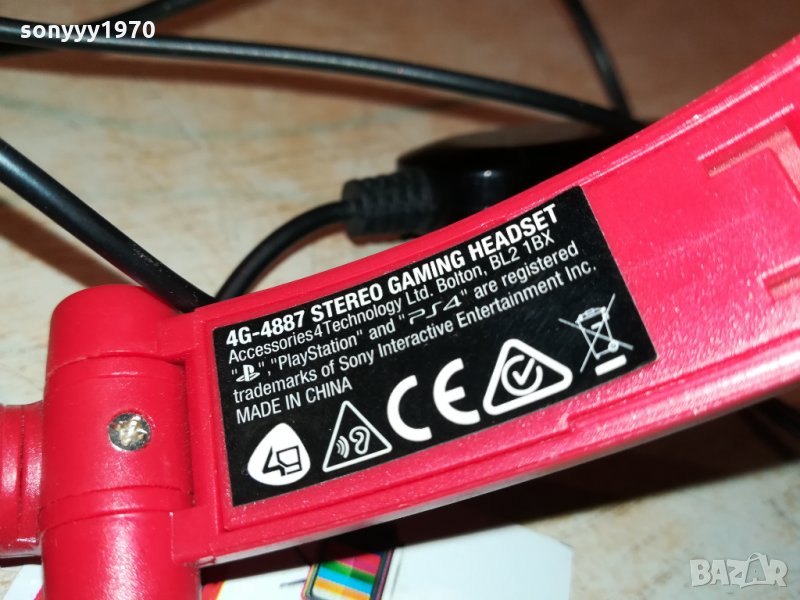 sonyyy1970
4G-4887 STEREO GAMING HEADSET
Accessories4Technology Ltd. Bolton, BL2 1BX
" ", "PlayStation" and "PS4" are registered
trademarks of Sony Interactive Entertainment Inc.
MADE IN CHINA
CE
BAZAR